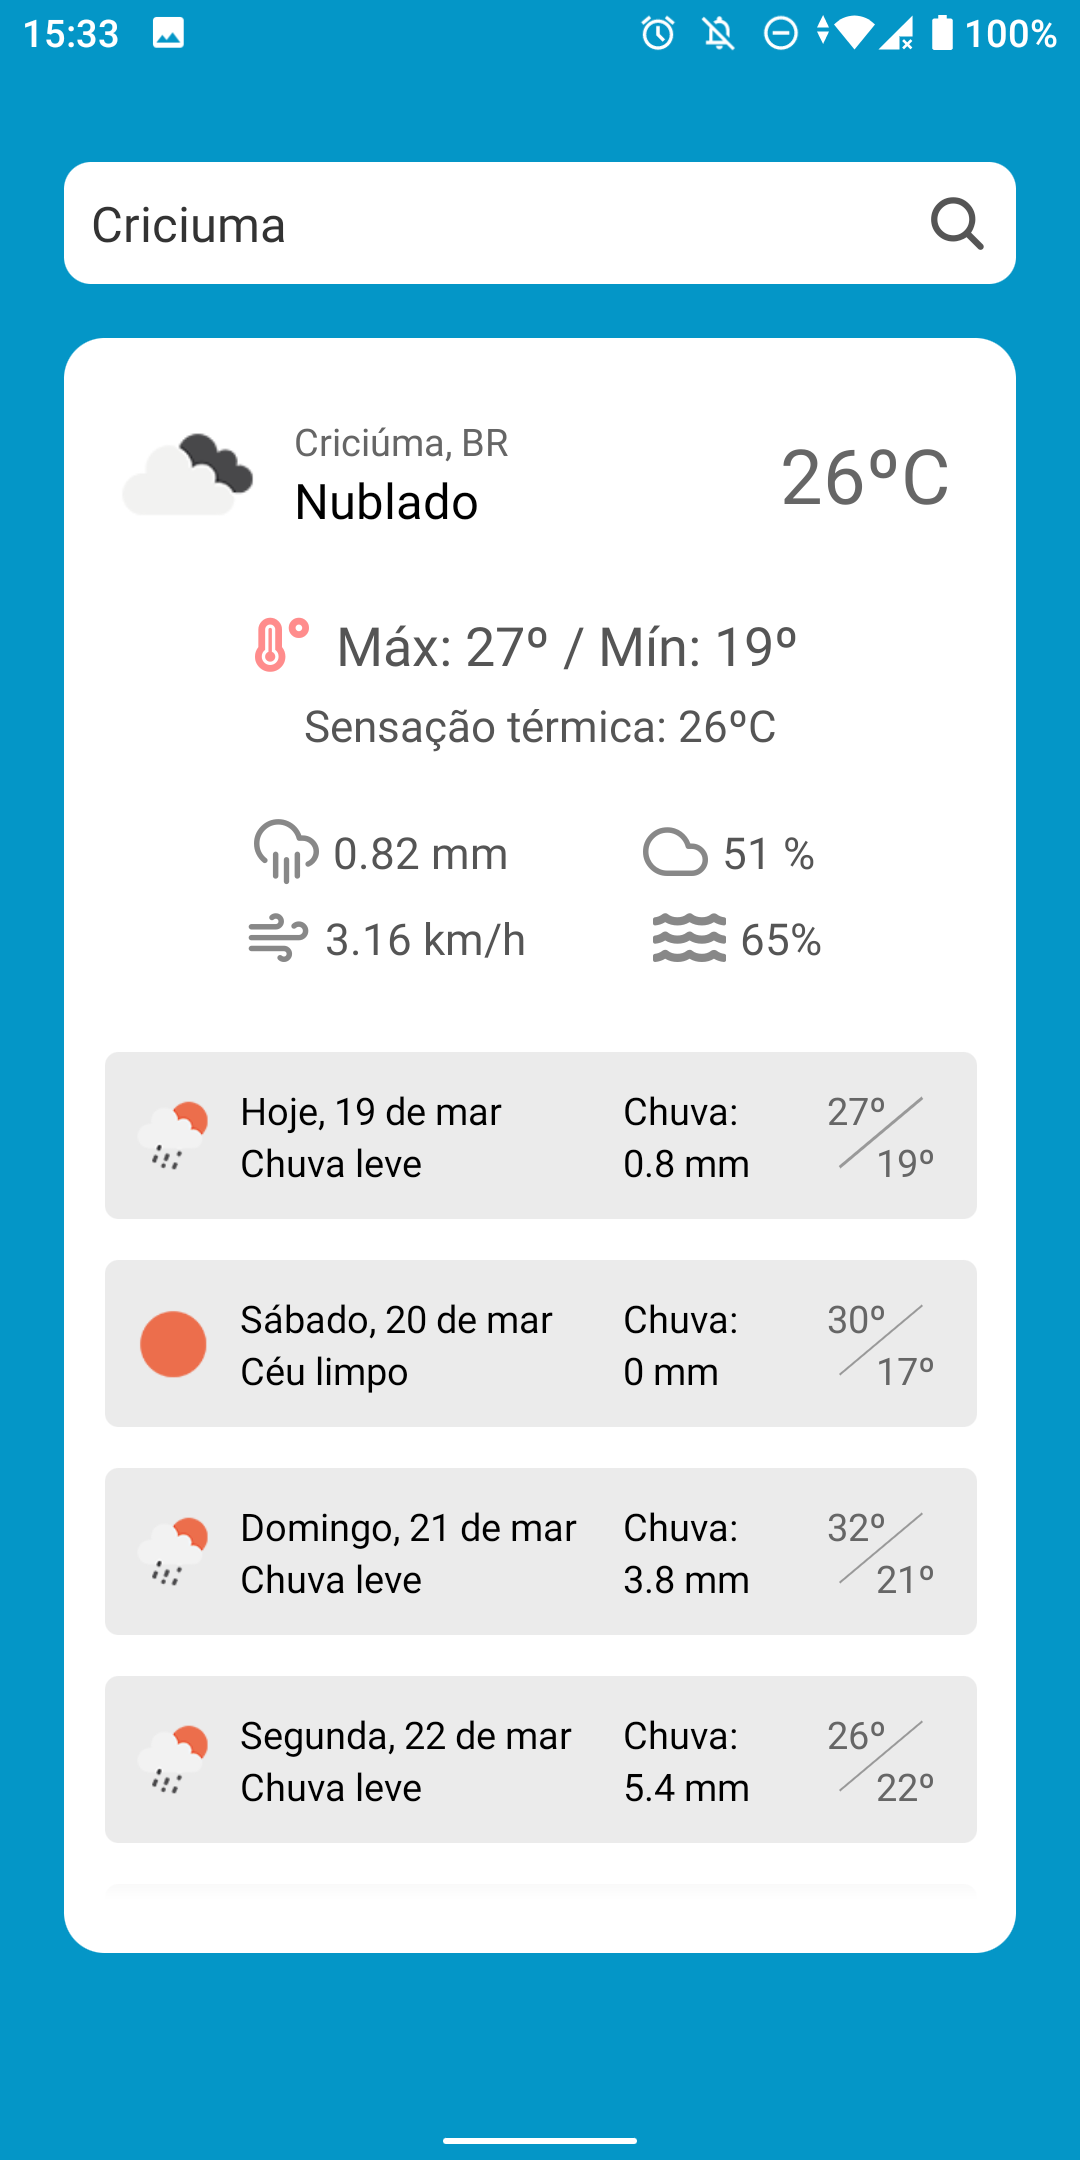 15:33 100%
Criciuma
Criciúma, BR
Nublado
26ºC
Máx: 27º / Mín: 19º
Sensação térmica: 26ºC
0.82 mm 51 %
3.16 km/h 65%
Hoje, 19 de mar Chuva: 27º
Chuva leve 0.8 mm 19º
Sábado, 20 de mar Chuva: 30º
Céu limpo 0 mm 17º
Domingo, 21 de mar Chuva: 32º
Chuva leve 3.8 mm 21º
Segunda, 22 de mar Chuva: 26º
Chuva leve 5.4 mm 22º